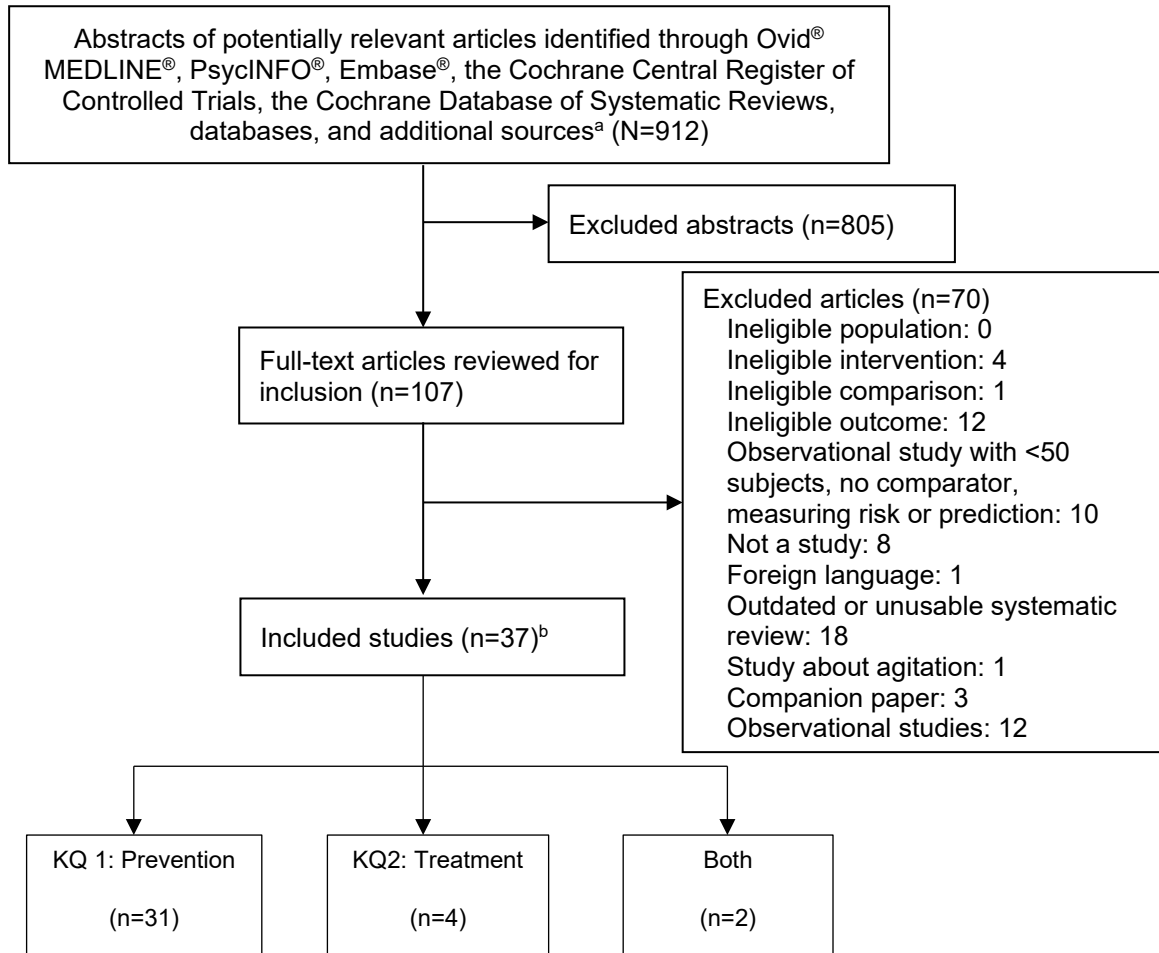 Abstracts of potentially relevant articles identified through Ovid®
MEDLINE®, PsycINFO®, Embase®, the Cochrane Central Register of
Controlled Trials, the Cochrane Database of Systematic Reviews,
databases, and additional sourcesᵃ (N=912)
Excluded abstracts (n=805)
Full-text articles reviewed for
inclusion (n=107)
Excluded articles (n=70)
Ineligible population: 0
Ineligible intervention: 4
Ineligible comparison: 1
Ineligible outcome: 12
Observational study with <50
subjects, no comparator,
measuring risk or prediction: 10
Not a study: 8
Foreign language: 1
Outdated or unusable systematic
review: 18
Study about agitation: 1
Companion paper: 3
Observational studies: 12
Included studies (n=37)ᵇ
KQ 1: Prevention
(n=31)
KQ2: Treatment
(n=4)
Both
(n=2)